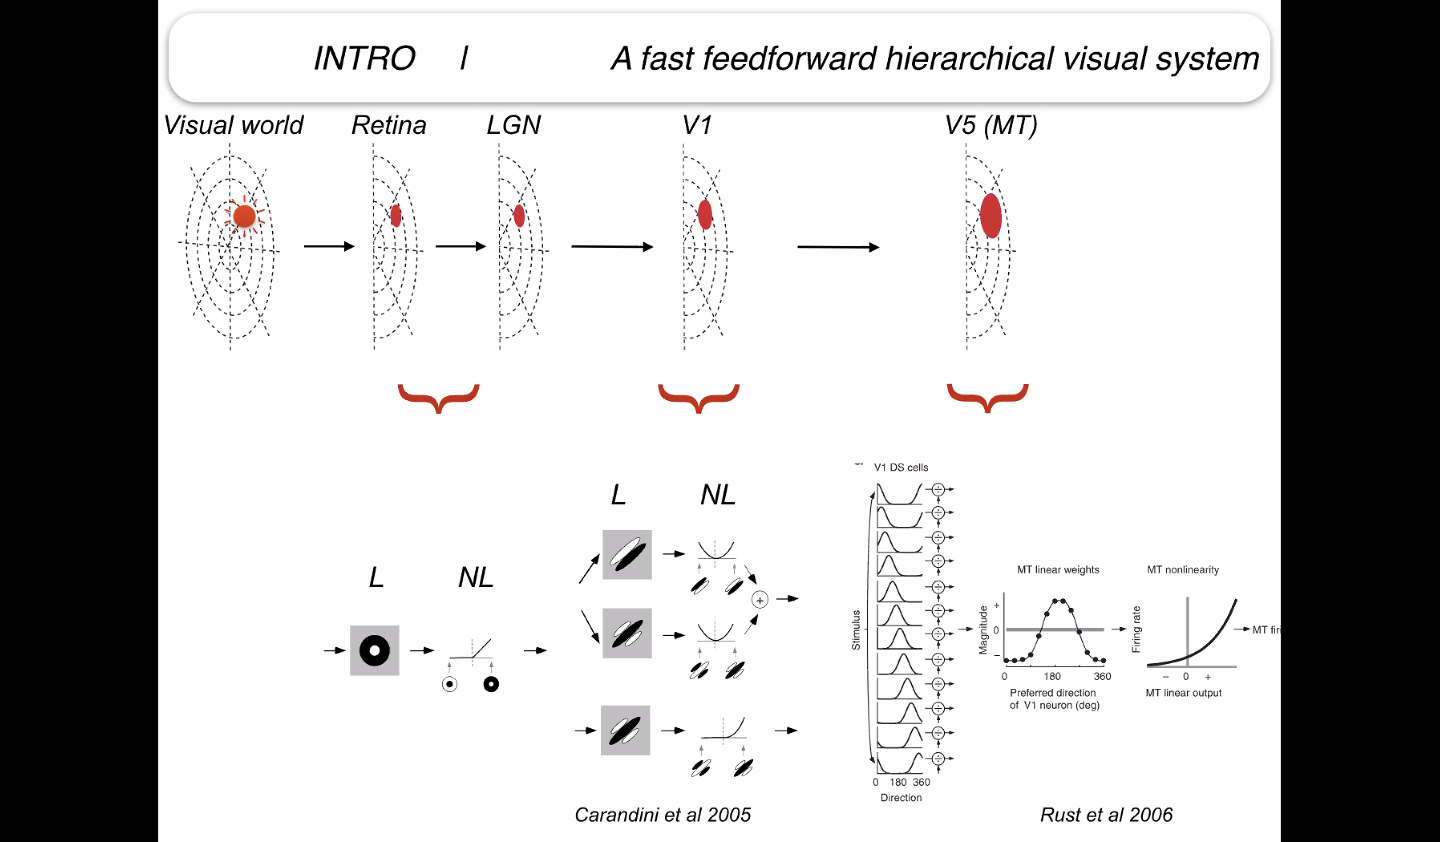 INTRO I A fast feedforward hierarchical visual system
Visual world Retina LGN V1 V5 (MT)
V1 DS cells
L NL
L NL
MT linear weights
MT nonlinearity
Stimulus
Magnitude
+
0
–
0 180 360
Preferred direction
of V1 neuron (deg)
Firing rate
– 0 +
MT linear output
MT firi
0 180 360
Direction
Carandini et al 2005
Rust et al 2006